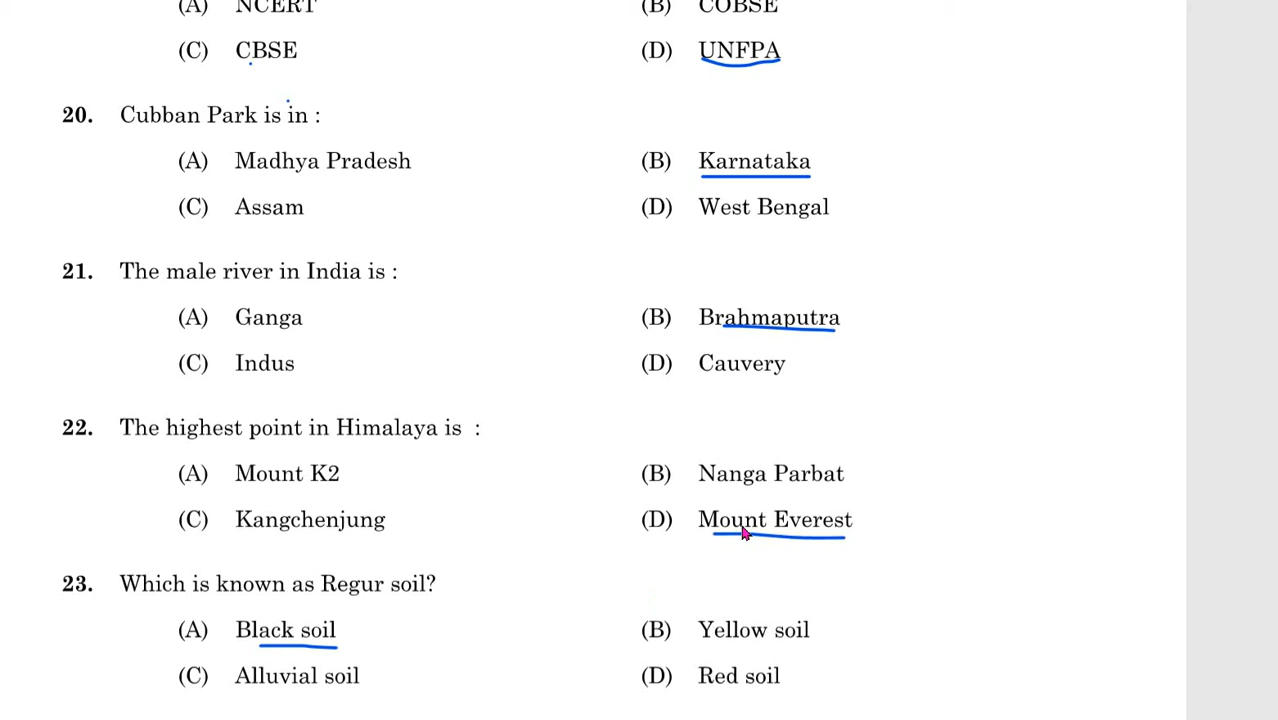 (A) NCERT (B) COBSE
(C) CBSE (D) UNFPA
20. Cubban Park is in :
(A) Madhya Pradesh (B) Karnataka
(C) Assam (D) West Bengal
21. The male river in India is :
(A) Ganga (B) Brahmaputra
(C) Indus (D) Cauvery
22. The highest point in Himalaya is :
(A) Mount K2 (B) Nanga Parbat
(C) Kangchenjung (D) Mount Everest
23. Which is known as Regur soil?
(A) Black soil (B) Yellow soil
(C) Alluvial soil (D) Red soil